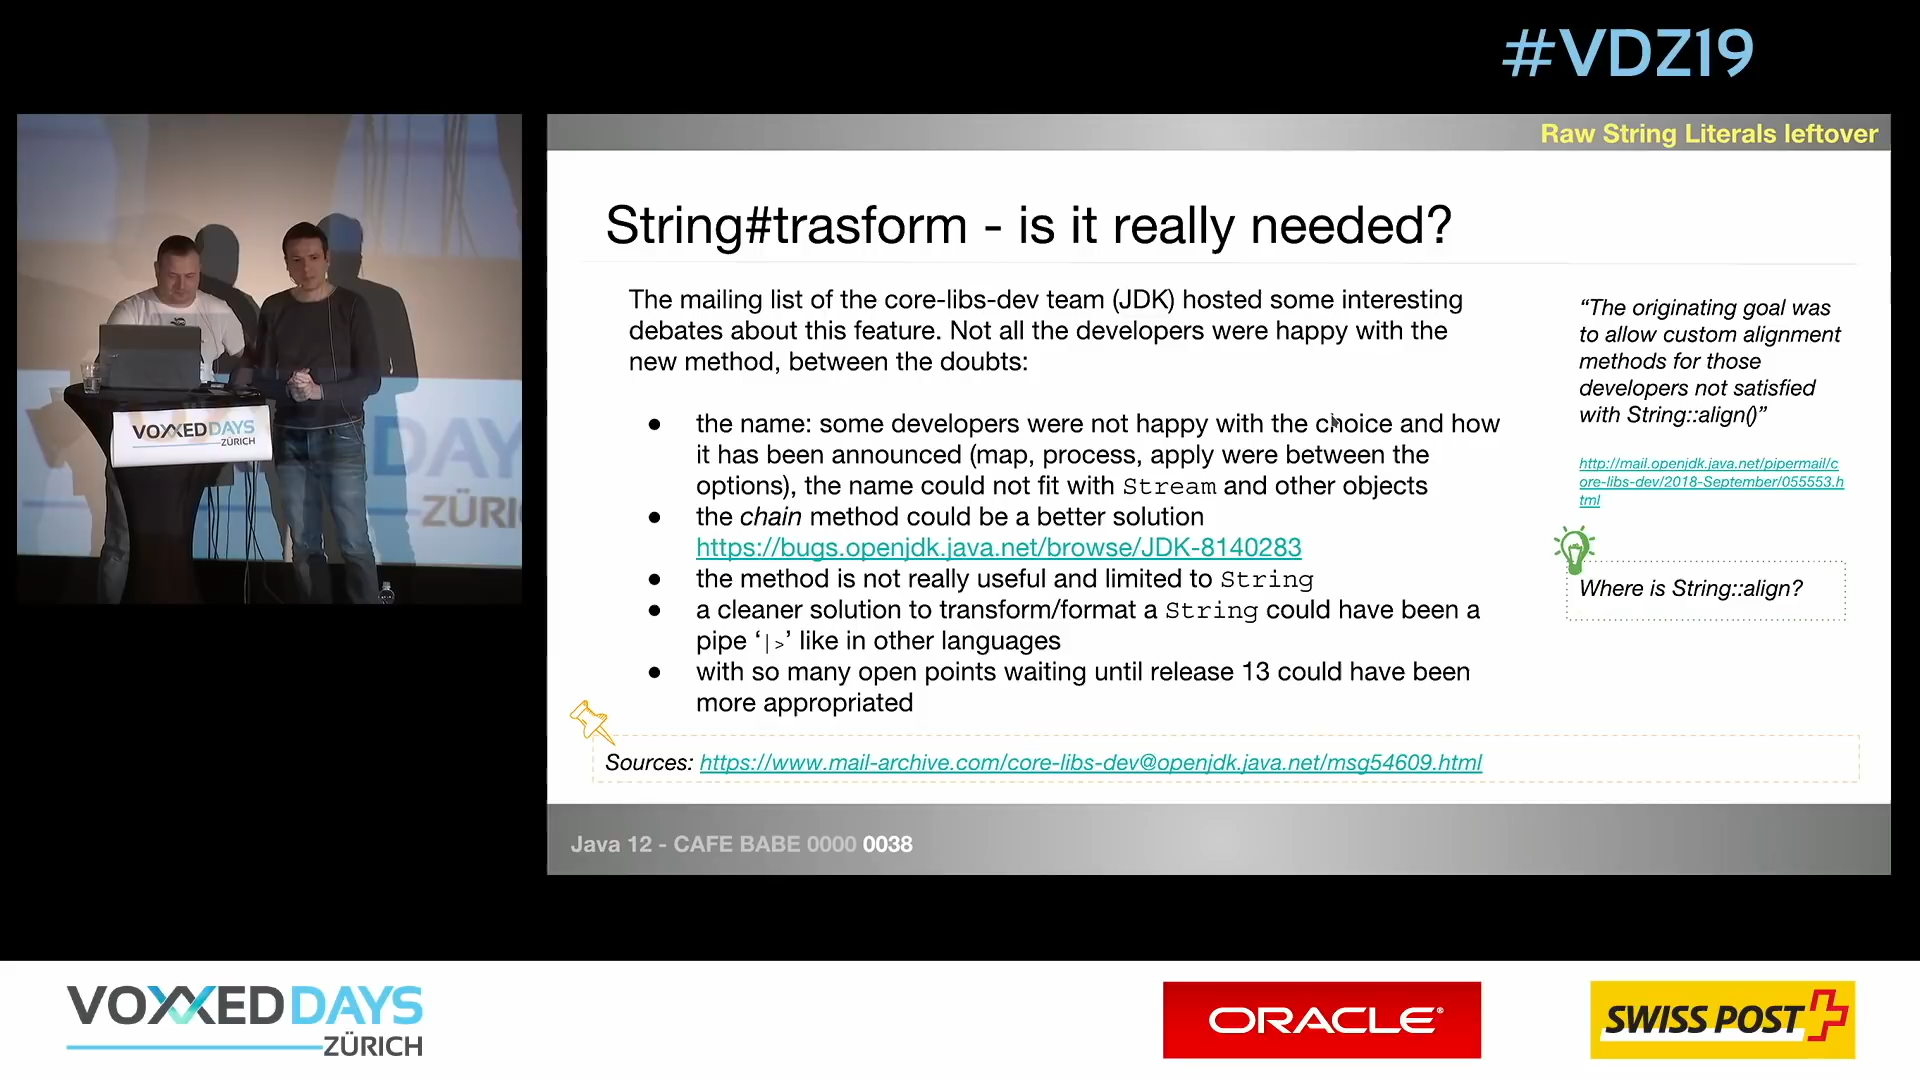 #VDZ19
Raw String Literals leftover
String#trasform - is it really needed?
The mailing list of the core-libs-dev team (JDK) hosted some interesting
debates about this feature. Not all the developers were happy with the
new method, between the doubts:
● the name: some developers were not happy with the choice and how
it has been announced (map, process, apply were between the
options), the name could not fit with Stream and other objects
● the chain method could be a better solution
https://bugs.openjdk.java.net/browse/JDK-8140283
● the method is not really useful and limited to String
● a cleaner solution to transform/format a String could have been a
pipe ‘|>’ like in other languages
● with so many open points waiting until release 13 could have been
more appropriated
“The originating goal was
to allow custom alignment
methods for those
developers not satisfied
with String::align()”
http://mail.openjdk.java.net/pipermail/c
ore-libs-dev/2018-September/055553.h
tml
Where is String::align?
Sources: https://www.mail-archive.com/core-libs-dev@openjdk.java.net/msg54609.html
Java 12 - CAFE BABE 0000 0038
VOXXEDDAYS
ZÜRICH
DAY
ZÜRI
VOXXEDDAYS
ZÜRICH
ORACLE®
SWISS POST